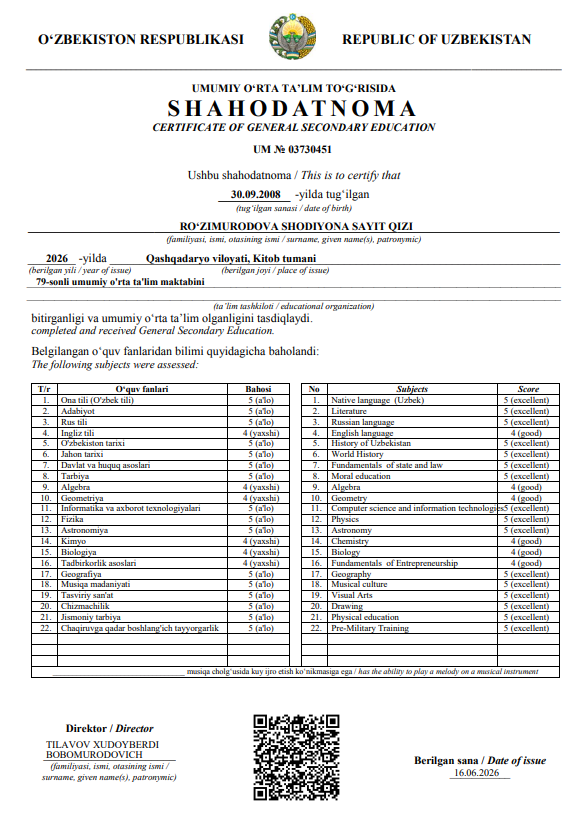 O‘ZBEKISTON RESPUBLIKASI REPUBLIC OF UZBEKISTAN
UMUMIY O‘RTA TA’LIM TO‘G‘RISIDA
SHAHODATNOMA
CERTIFICATE OF GENERAL SECONDARY EDUCATION
UM № 03730451
Ushbu shahodatnoma / This is to certify that
30.09.2008 -yilda tug‘ilgan
(tug‘ilgan sanasi / date of birth)
RO‘ZIMURODOVA SHODIYONA SAYIT QIZI
(familiyasi, ismi, otasining ismi / surname, given name(s), patronymic)
2026 -yilda Qashqadaryo viloyati, Kitob tumani
(berilgan yili / year of issue) (berilgan joyi / place of issue)
79-sonli umumiy o'rta ta'lim maktabini
(ta’lim tashkiloti / educational organization)
bitirganligi va umumiy o‘rta ta’lim olganligini tasdiqlaydi.
completed and received General Secondary Education.
Belgilangan o‘quv fanlaridan bilimi quyidagicha baholandi:
The following subjects were assessed:
T/r O‘quv fanlari Bahosi No Subjects Score
1. Ona tili (O'zbek tili) 5 (a'lo) 1. Native language (Uzbek) 5 (excellent)
2. Adabiyot 5 (a'lo) 2. Literature 5 (excellent)
3. Rus tili 5 (a'lo) 3. Russian language 5 (excellent)
4. Ingliz tili 4 (yaxshi) 4. English language 4 (good)
5. O'zbekiston tarixi 5 (a'lo) 5. History of Uzbekistan 5 (excellent)
6. Jahon tarixi 5 (a'lo) 6. World History 5 (excellent)
7. Davlat va huquq asoslari 5 (a'lo) 7. Fundamentals of state and law 5 (excellent)
8. Tarbiya 5 (a'lo) 8. Moral education 5 (excellent)
9. Algebra 4 (yaxshi) 9. Algebra 4 (good)
10. Geometriya 4 (yaxshi) 10. Geometry 4 (good)
11. Informatika va axborot texnologiyalari 5 (a'lo) 11. Computer science and information technologies 5 (excellent)
12. Fizika 5 (a'lo) 12. Physics 5 (excellent)
13. Astronomiya 5 (a'lo) 13. Astronomy 5 (excellent)
14. Kimyo 4 (yaxshi) 14. Chemistry 4 (good)
15. Biologiya 4 (yaxshi) 15. Biology 4 (good)
16. Tadbirkorlik asoslari 4 (yaxshi) 16. Fundamentals of Entrepreneurship 4 (good)
17. Geografiya 5 (a'lo) 17. Geography 5 (excellent)
18. Musiqa madaniyati 5 (a'lo) 18. Musical culture 5 (excellent)
19. Tasviriy san'at 5 (a'lo) 19. Visual Arts 5 (excellent)
20. Chizmachilik 5 (a'lo) 20. Drawing 5 (excellent)
21. Jismoniy tarbiya 5 (a'lo) 21. Physical education 5 (excellent)
22. Chaqiruvga qadar boshlang'ich tayyorgarlik 5 (a'lo) 22. Pre-Military Training 5 (excellent)
musiqa cholg‘usida kuy ijro etish ko‘nikmasiga ega / has the ability to play a melody on a musical instrument
Direktor / Director
TILAVOV XUDOYBERDI
BOBOMURODOVICH
(familiyasi, ismi, otasining ismi /
surname, given name(s), patronymic)
Berilgan sana / Date of issue
16.06.2026